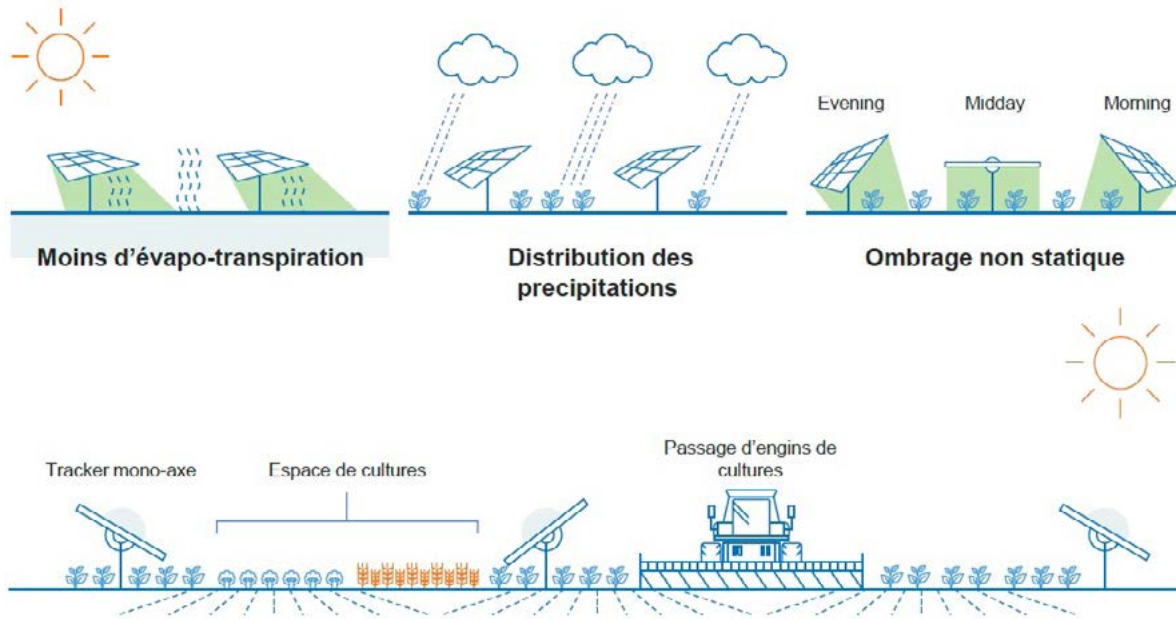 Evening
Midday
Morning
Moins d'évapo-transpiration
Distribution des
precipitations
Ombrage non statique
Tracker mono-axe
Espace de cultures
Passage d'engins de
cultures